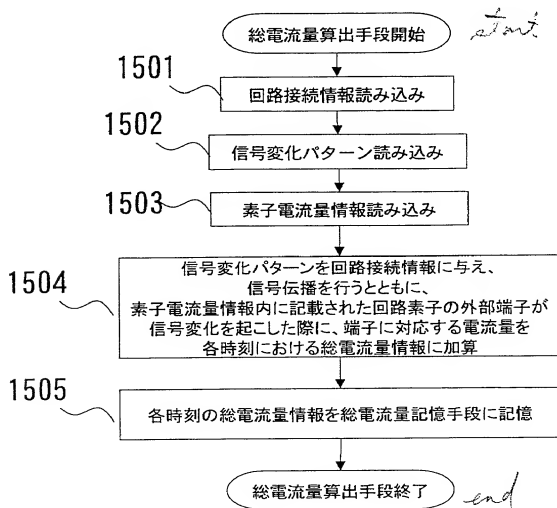 総電流量算出手段開始
start
1501
回路接続情報読み込み
1502
信号変化パターン読み込み
1503
素子電流量情報読み込み
1504
信号変化パターンを回路接続情報に与え、
信号伝播を行うとともに、
素子電流量情報内に記載された回路素子の外部端子が
信号変化を起こした際に、端子に対応する電流量を
各時刻における総電流量情報に加算
1505
各時刻の総電流量情報を総電流量記憶手段に記憶
総電流量算出手段終了
end